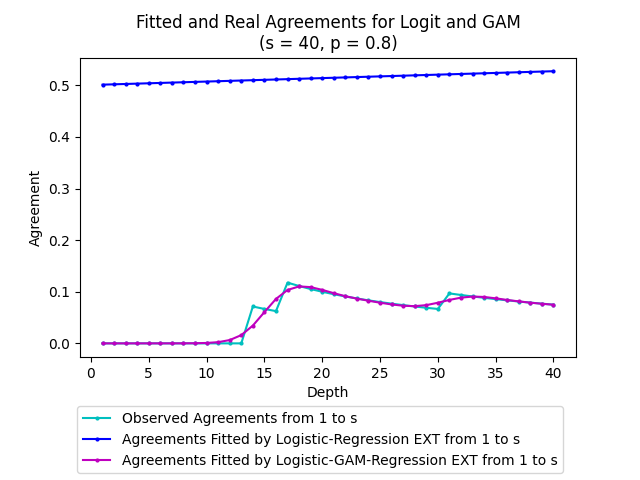 Fitted and Real Agreements for Logit and GAM
(s = 40, p = 0.8)
0.5
0.4
0.3
0.2
0.1
0.0
Agreement
0 5 10 15 20 25 30 35 40
Depth
Observed Agreements from 1 to s
Agreements Fitted by Logistic-Regression EXT from 1 to s
Agreements Fitted by Logistic-GAM-Regression EXT from 1 to s